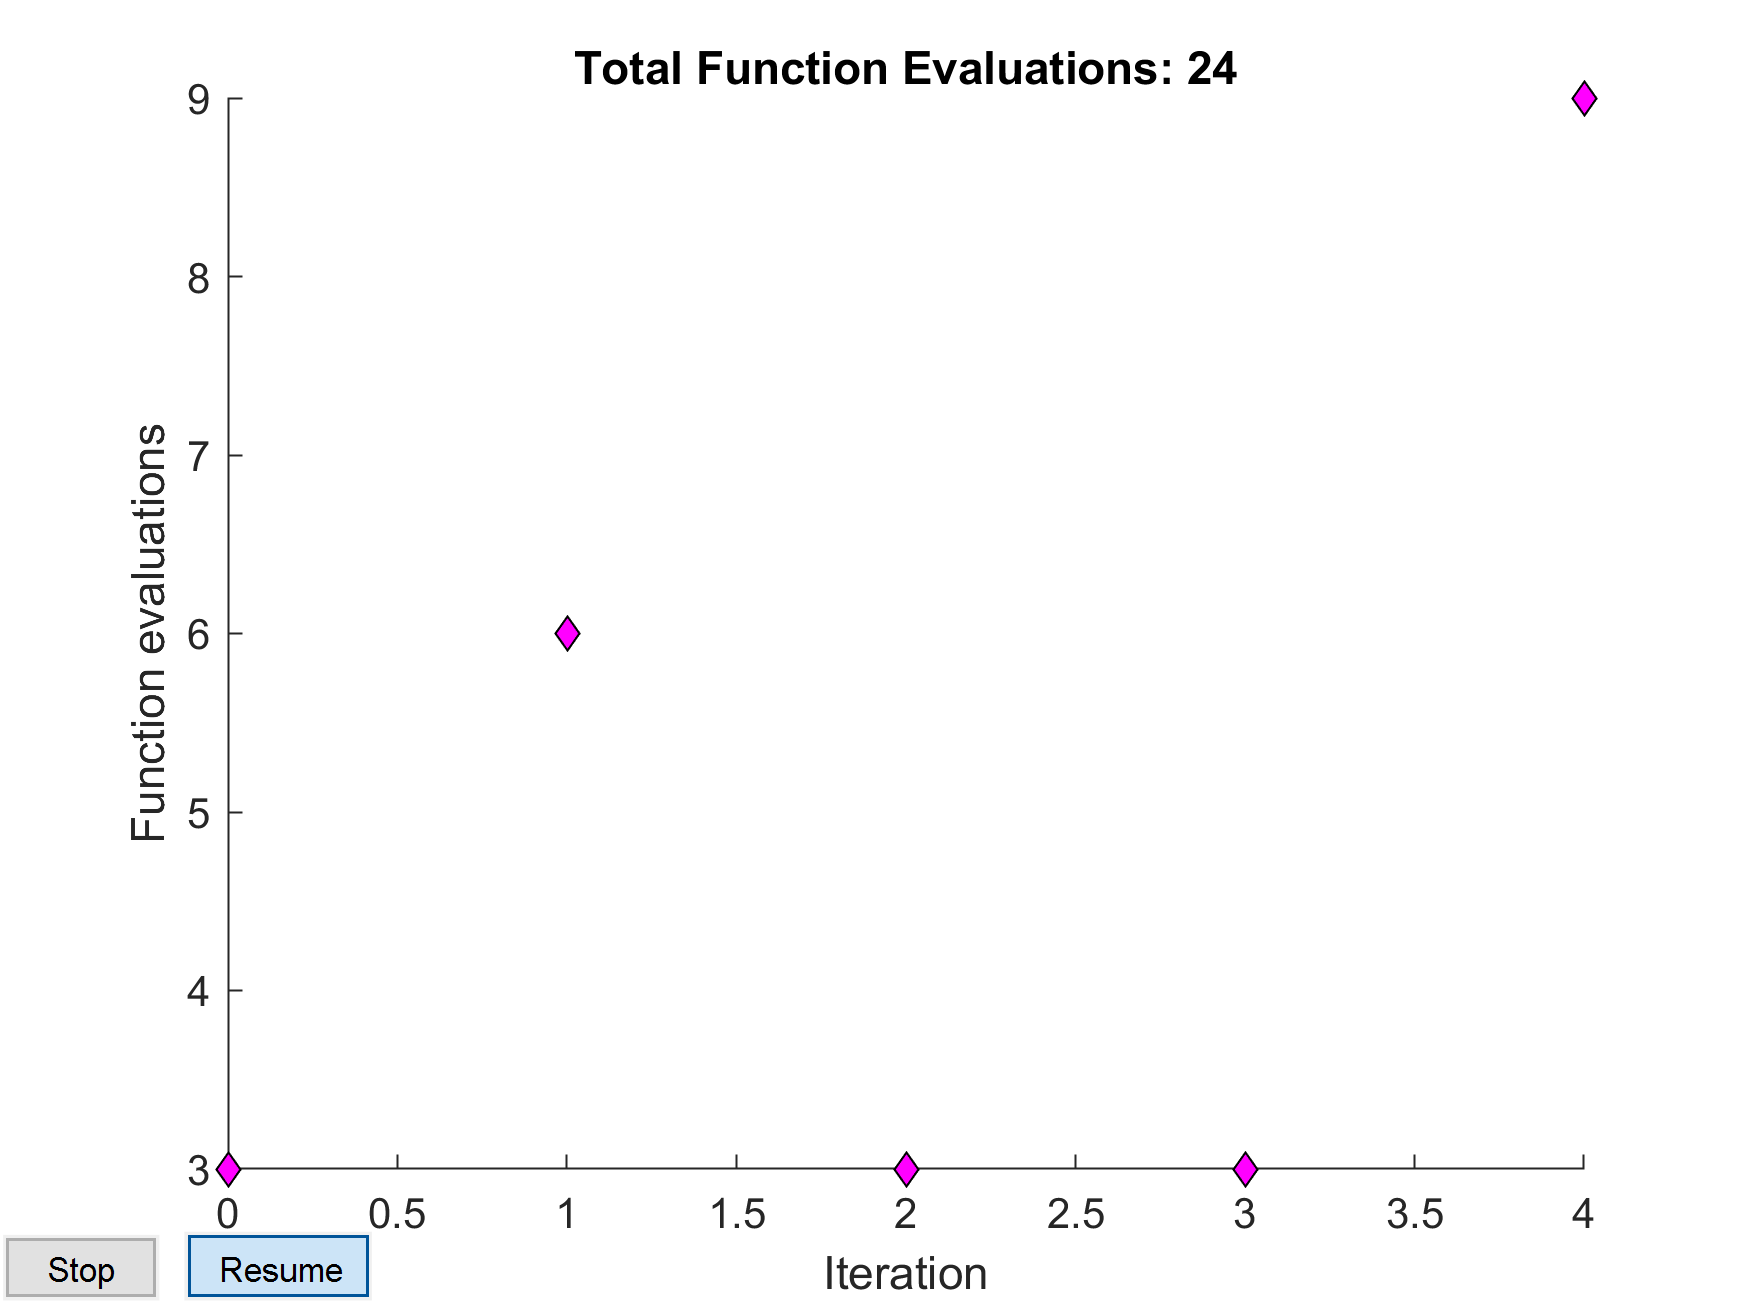 Total Function Evaluations: 24
9
8
7
6
5
4
3
Function evaluations
0 0.5 1 1.5 2 2.5 3 3.5 4
Iteration
Stop Resume